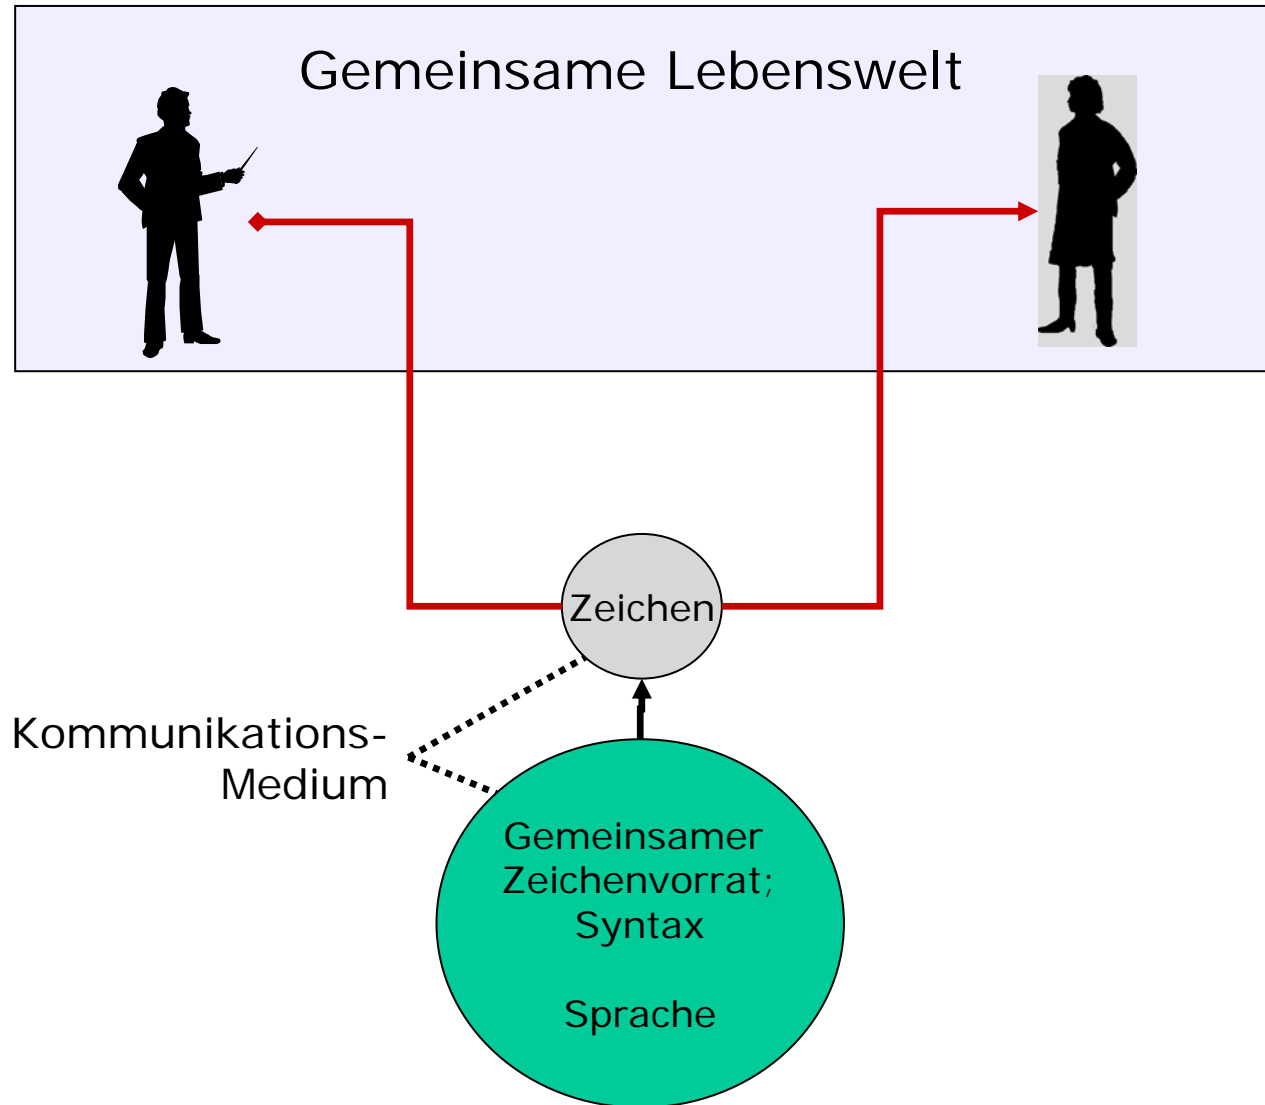 Gemeinsame Lebenswelt
Zeichen
Kommunikations-
Medium
Gemeinsamer
Zeichenvorrat;
Syntax
Sprache